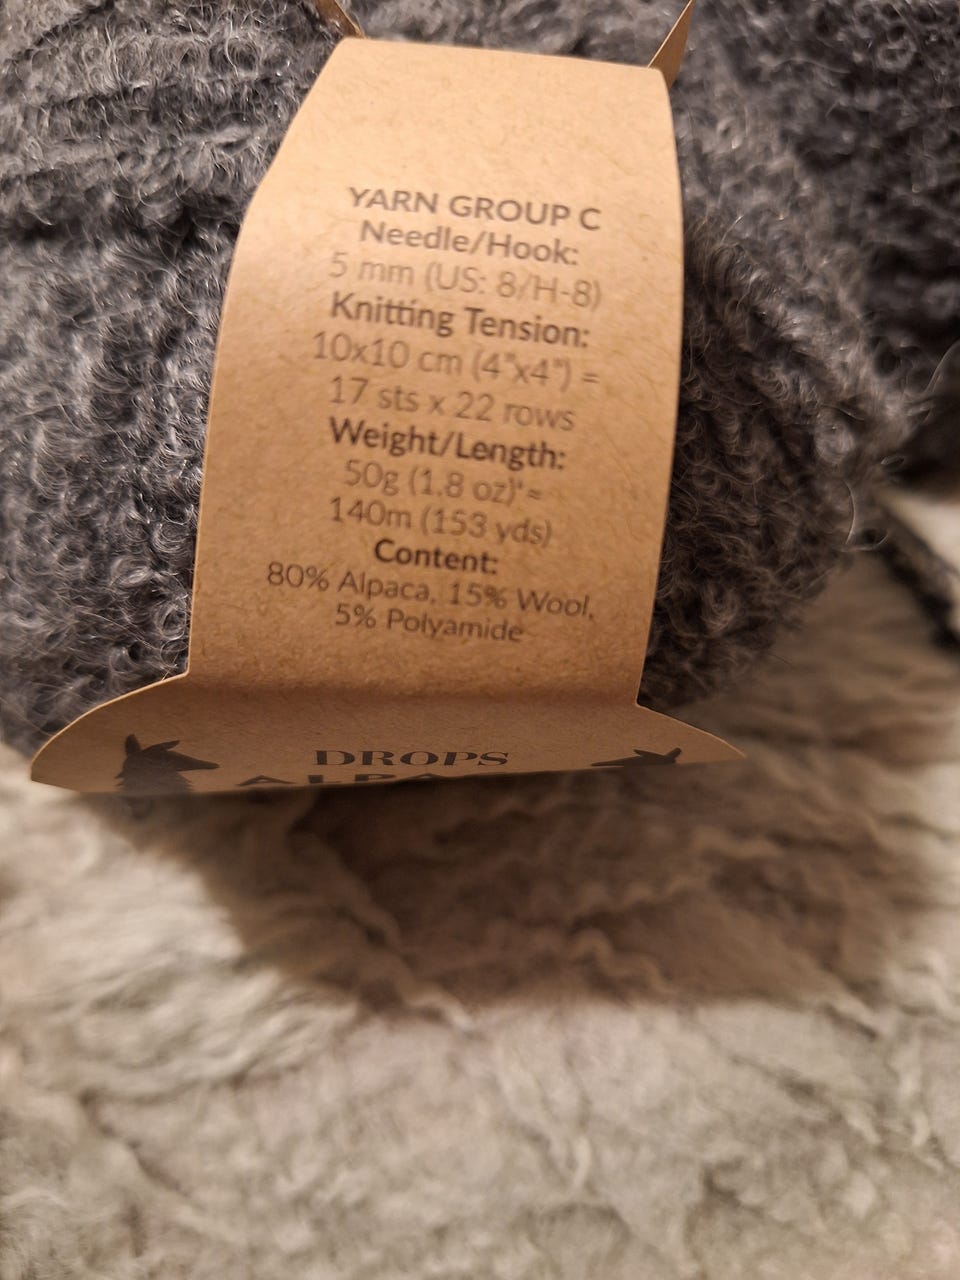 YARN GROUP C
Needle/Hook:
5 mm (US: 8/H-8)
Knitting Tension:
10x10 cm (4"x4") =
17 sts x 22 rows
Weight/Length:
50g (1.8 oz) =
140m (153 yds)
Content:
80% Alpaca, 15% Wool,
5% Polyamide
DROPS